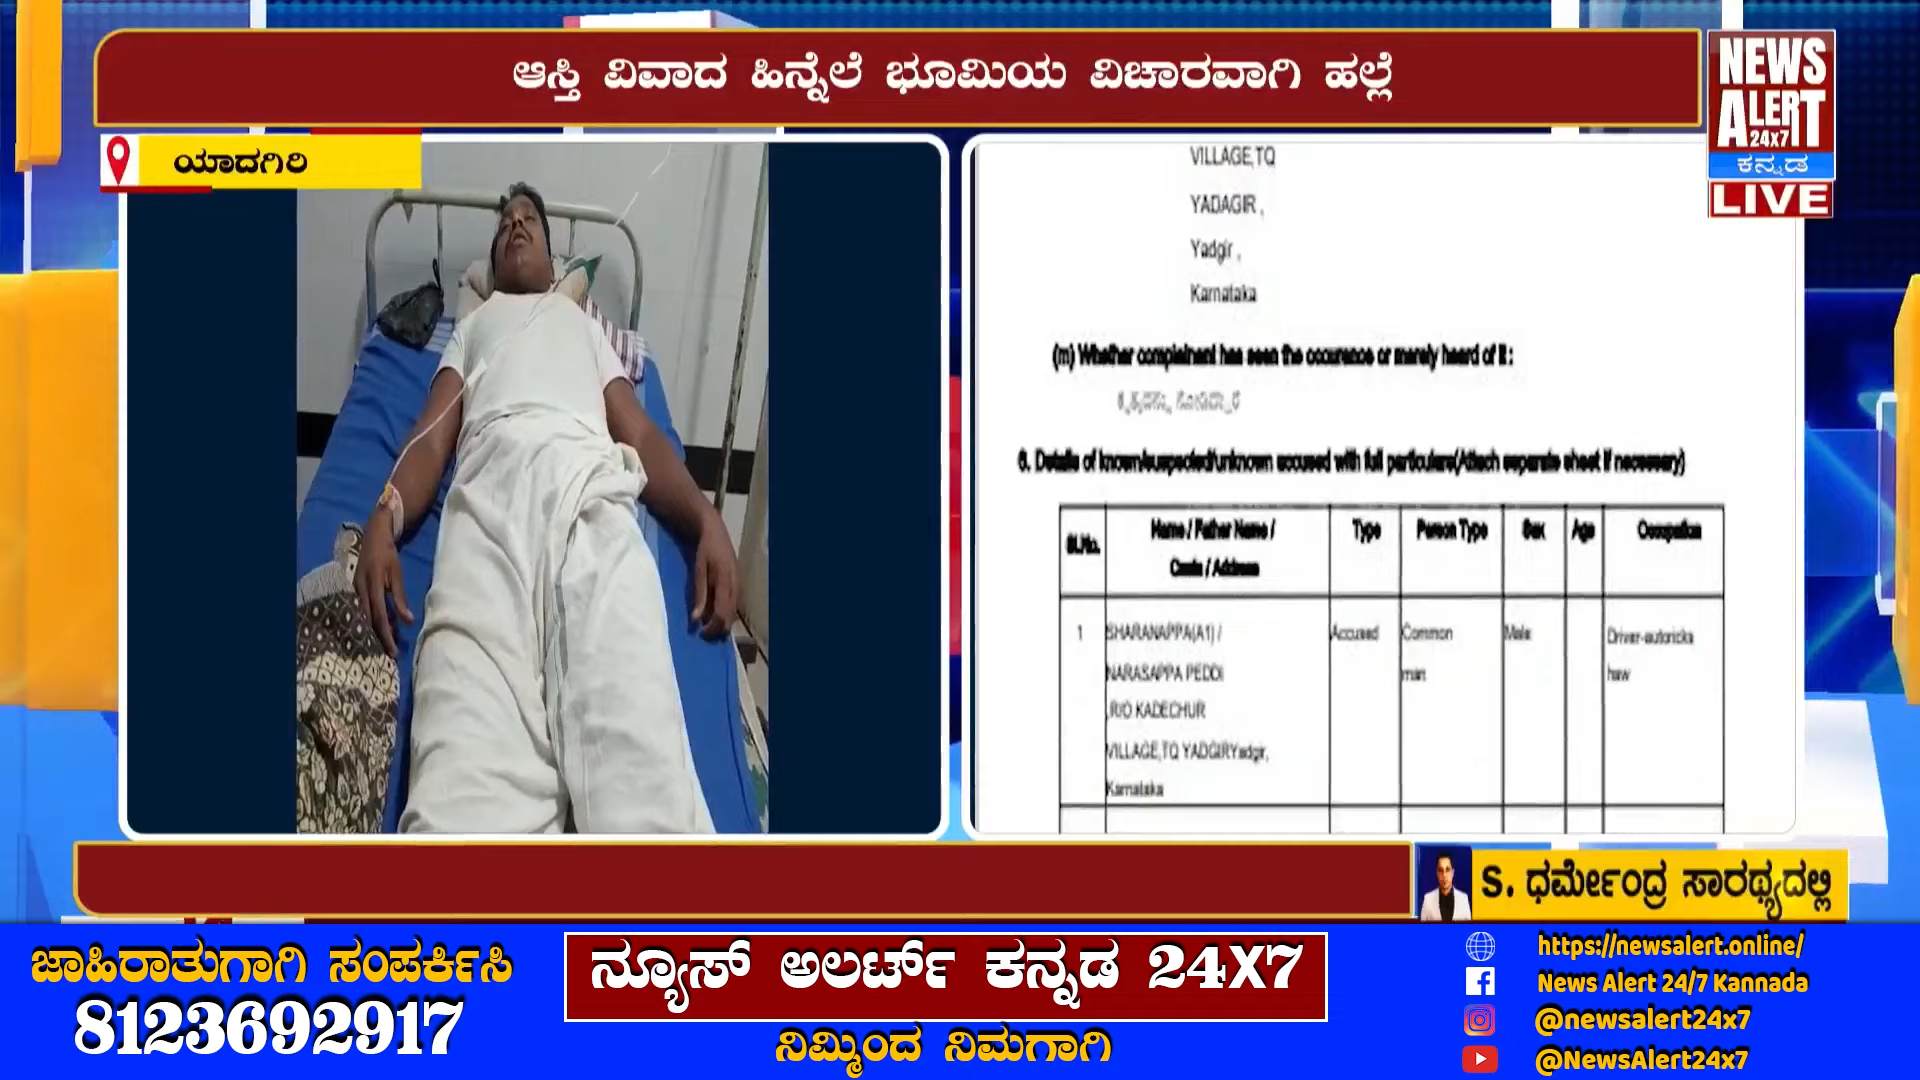 ಆಸ್ತಿ ವಿವಾದ ಹಿನ್ನೆಲೆ ಭೂಮಿಯ ವಿಚಾರವಾಗಿ ಹಲ್ಲೆ
NEWS
ALERT
24x7
ಕನ್ನಡ
LIVE
ಯಾದಗಿರಿ
VILLAGE,TQ
YADAGIR ,
Yadgir ,
Karnataka
(m) Whether complainant has seen the occurence or merely heard of it :
6. Details of known/suspected/unknown accused with full particulars(Attach separate sheet if necessary)
Sl.No. Name / Father Name / Caste / Address Type Person Type Sex Age Occupation
1 SHARANAPPA(A1) / Accused Common Male Driver-autoricks
NARASAPPA PEDDI man haw
,R/O KADECHUR
VILLAGE,TQ YADGIRYadgir,
Karnataka
S. ಧರ್ಮೇಂದ್ರ ಸಾರಥ್ಯದಲ್ಲಿ
ಜಾಹಿರಾತುಗಾಗಿ ಸಂಪರ್ಕಿಸಿ
8123692917
ನ್ಯೂಸ್ ಅಲರ್ಟ್ ಕನ್ನಡ 24X7
ನಿಮ್ಮಿಂದ ನಿಮಗಾಗಿ
https://newsalert.online/
News Alert 24/7 Kannada
@newsalert24x7
@NewsAlert24x7